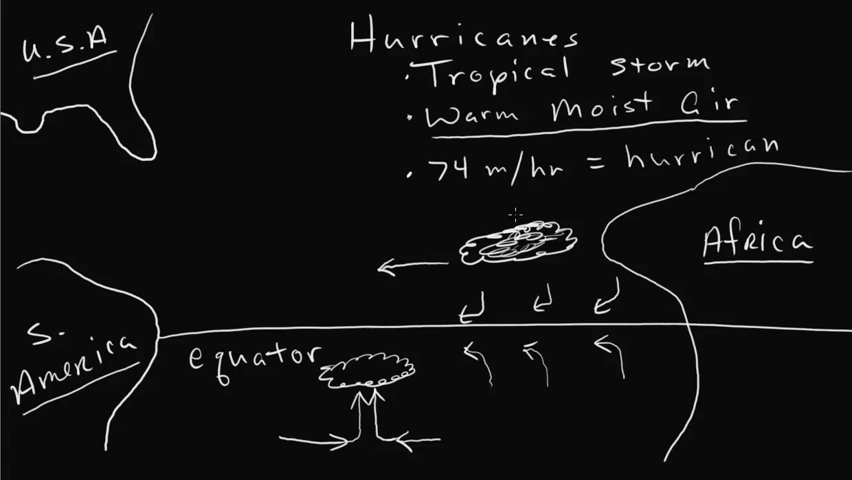 U.S.A
Hurricanes
• Tropical storm
• Warm Moist Air
• 74 m/hr = hurrican
Africa
S.
America
equator